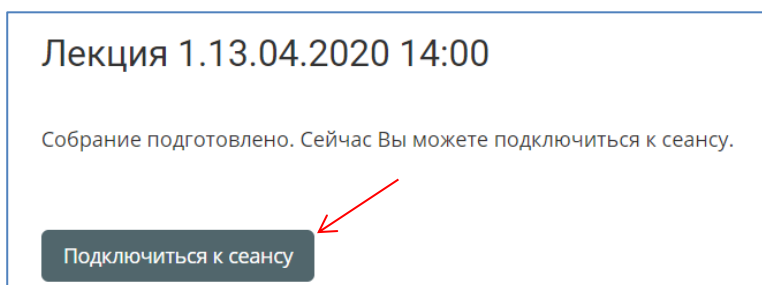 Лекция 1.13.04.2020 14:00
Собрание подготовлено. Сейчас Вы можете подключиться к сеансу.
Подключиться к сеансу